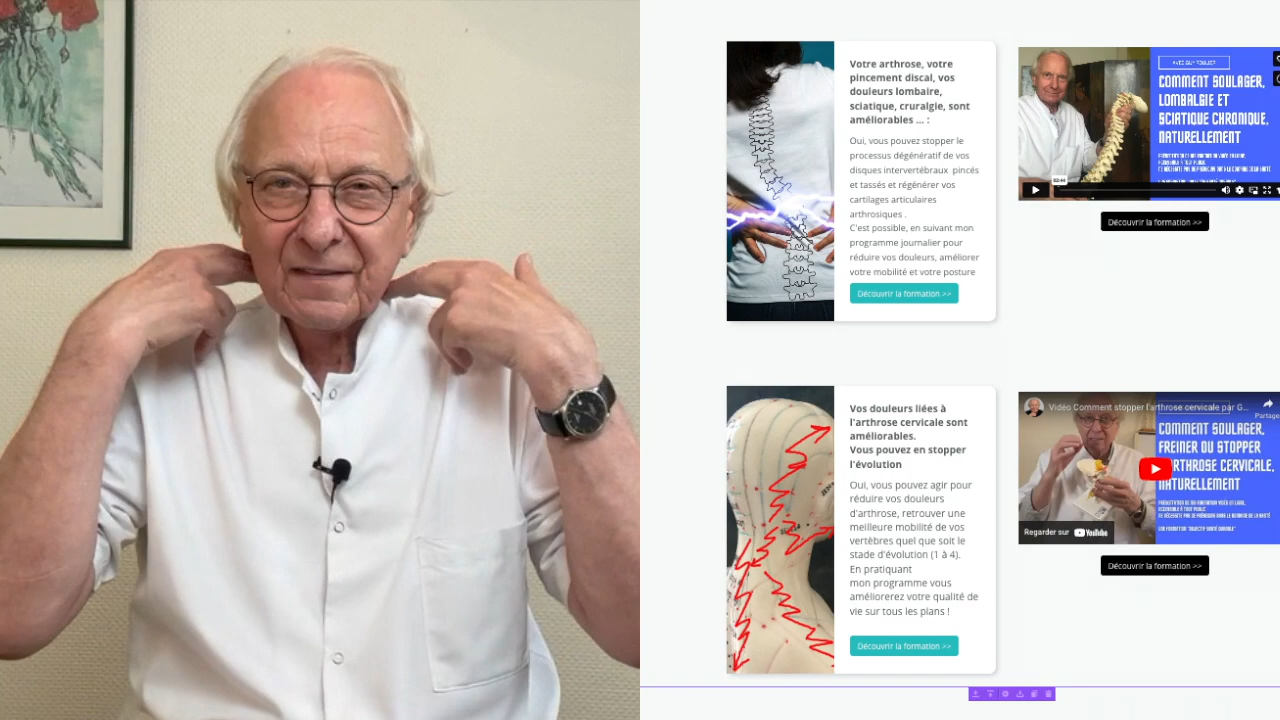 Votre arthrose, votre
pincement discal, vos
douleurs lombaire,
sciatique, cruralgie, sont
améliorables ... :
Oui, vous pouvez stopper le
processus dégénératif de vos
disques intervertébraux pincés
et tassés et régénérer vos
cartilages articulaires
arthrosiques .
C'est possible, en suivant mon
programme journalier pour
réduire vos douleurs, améliorer
votre mobilité et votre posture
Découvrir la formation >>
COMMENT SOULAGER,
LOMBALGIE ET
SCIATIQUE CHRONIQUE,
NATURELLEMENT
Découvrir la formation >>
Vos douleurs liées à
l'arthrose cervicale sont
améliorables.
Vous pouvez en stopper
l'évolution
Oui, vous pouvez agir pour
réduire vos douleurs
d'arthrose, retrouver une
meilleure mobilité de vos
vertèbres quel que soit le
stade d'évolution (1 à 4).
En pratiquant
mon programme vous
améliorerez votre qualité de
vie sur tous les plans !
Découvrir la formation >>
Vidéo Comment stopper l'arthrose cervicale par G...
Partage
COMMENT SOULAGER,
FREINER OU STOPPER
ARTHROSE CERVICALE,
NATURELLEMENT
Regarder sur YouTube
Découvrir la formation >>